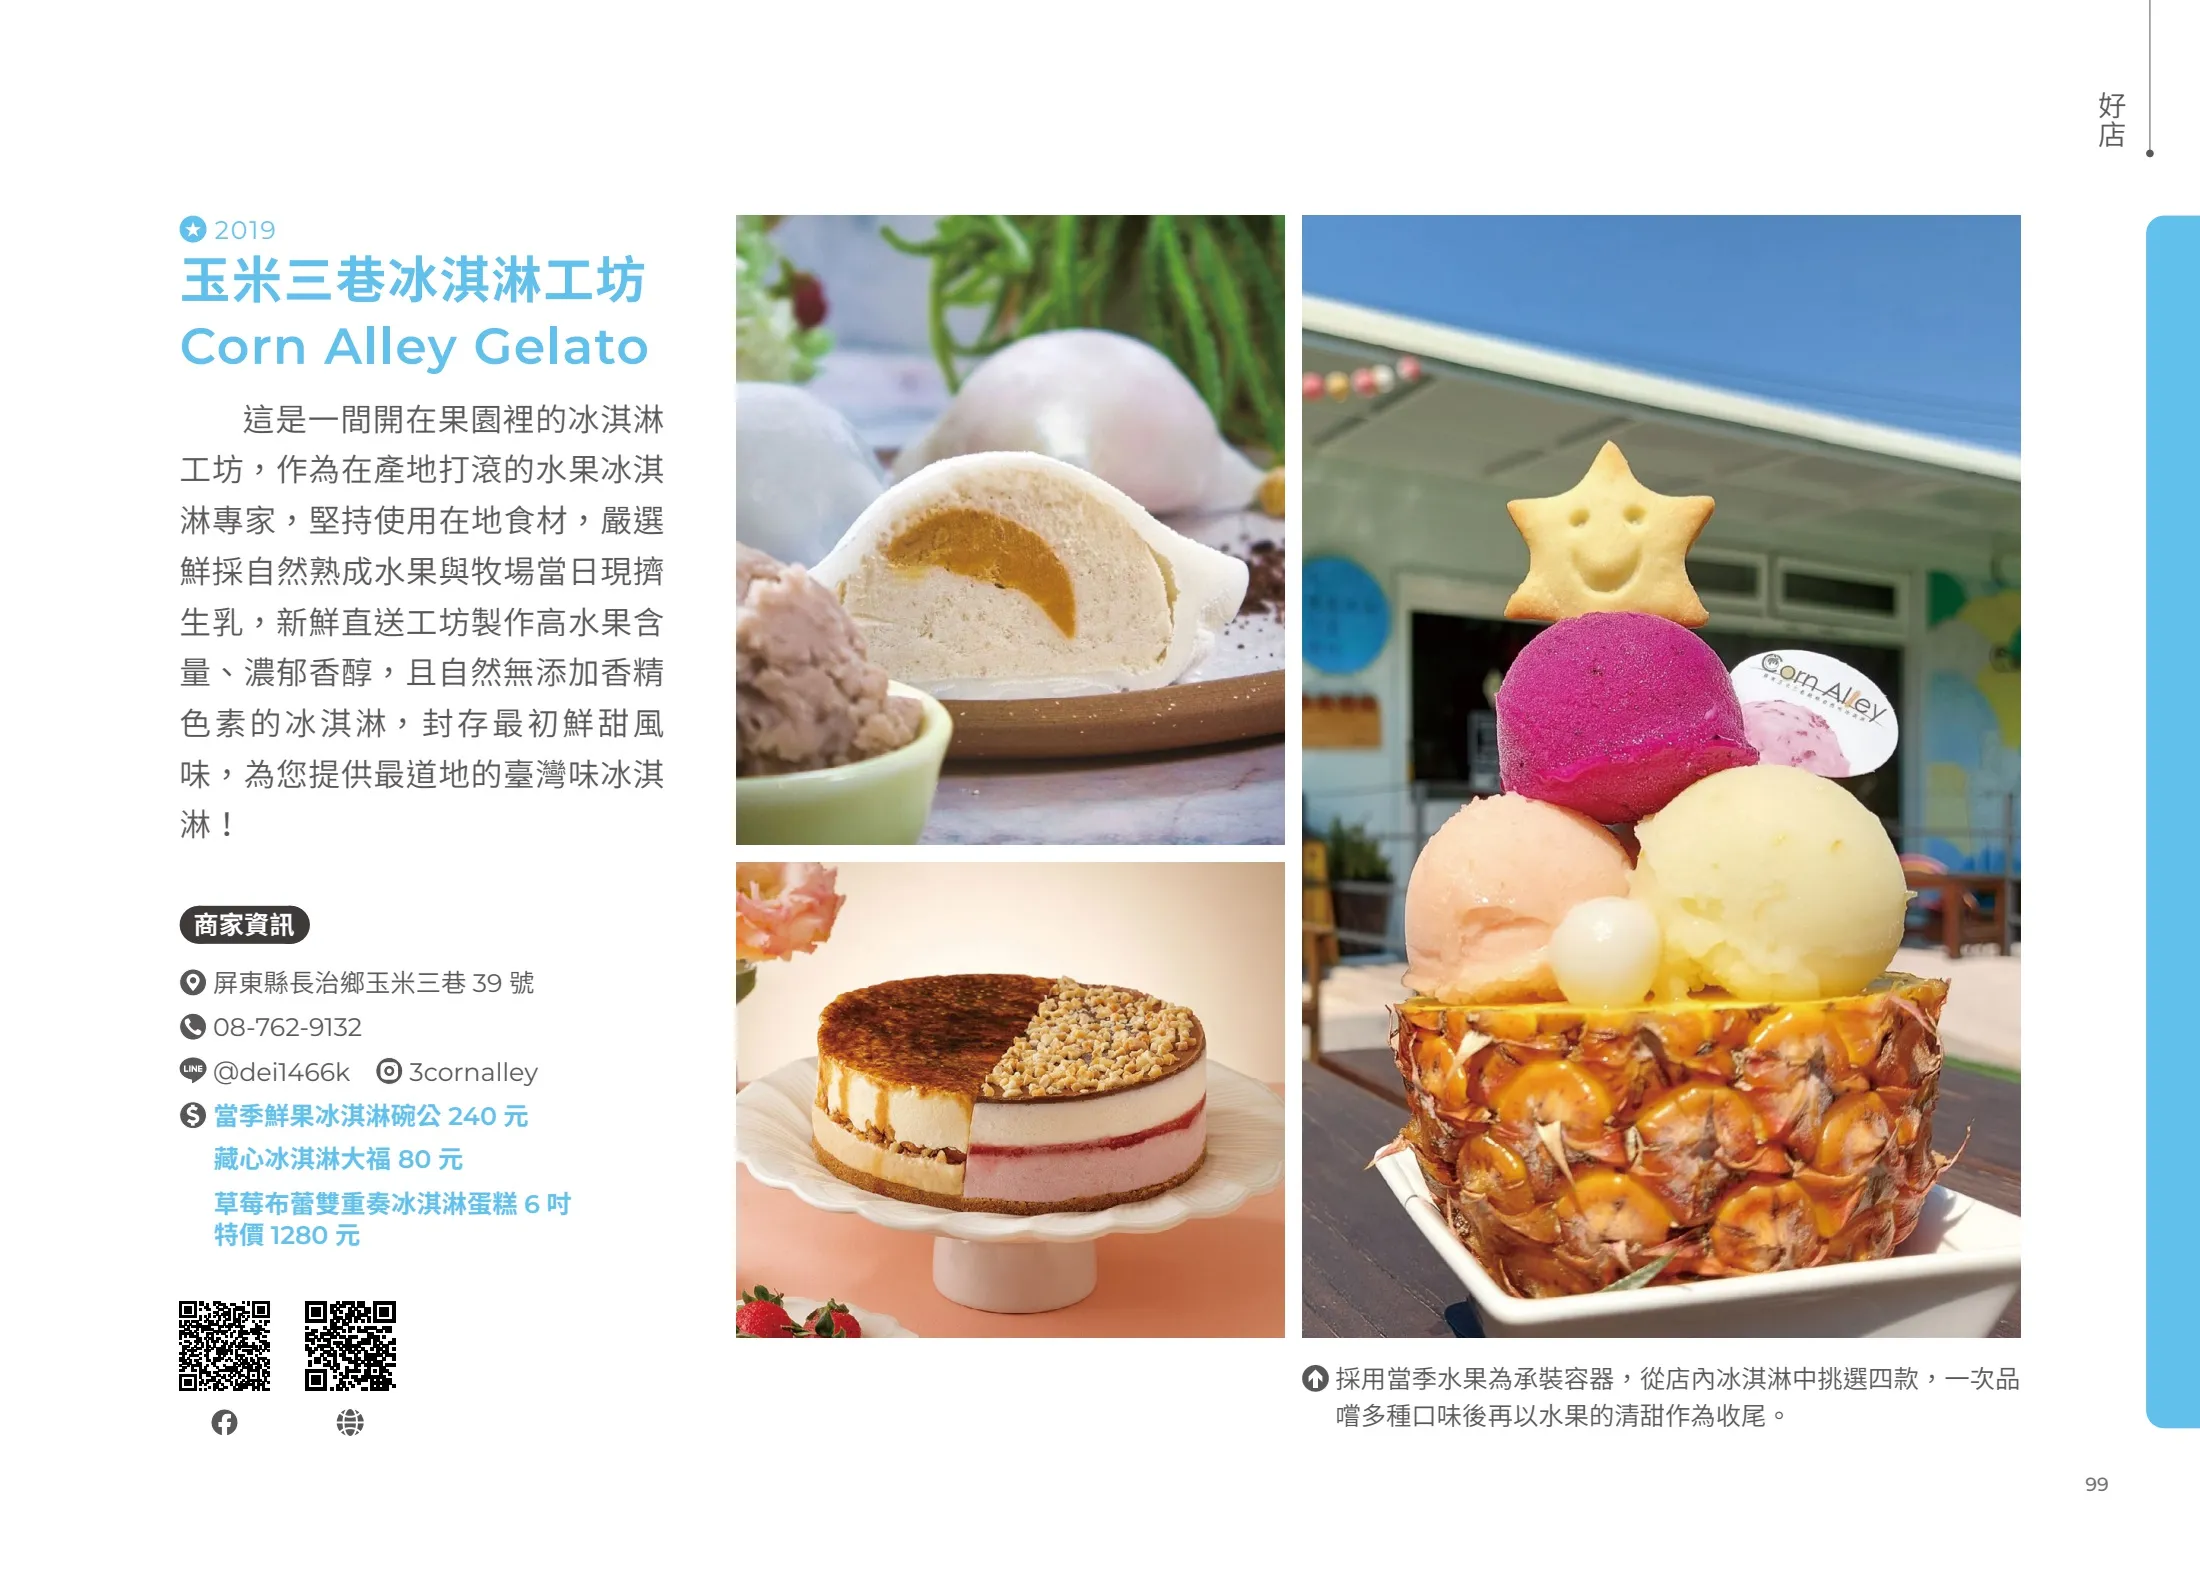 好店
2019
玉米三巷冰淇淋工坊
Corn Alley Gelato
這是一間開在果園裡的冰淇淋
工坊，作為在產地打滾的水果冰淇
淋專家，堅持使用在地食材，嚴選
鮮採自然熟成水果與牧場當日現擠
生乳，新鮮直送工坊製作高水果含
量、濃郁香醇，且自然無添加香精
色素的冰淇淋，封存最初鮮甜風
味，為您提供最道地的臺灣味冰淇
淋！
商家資訊
屏東縣長治鄉玉米三巷 39 號
08-762-9132
LINE @dei1466k 3cornalley
當季鮮果冰淇淋碗公 240 元
藏心冰淇淋大福 80 元
草莓布蕾雙重奏冰淇淋蛋糕 6 吋
特價 1280 元
Corn Alley
採用當季水果為承裝容器，從店內冰淇淋中挑選四款，一次品
嚐多種口味後再以水果的清甜作為收尾。
99